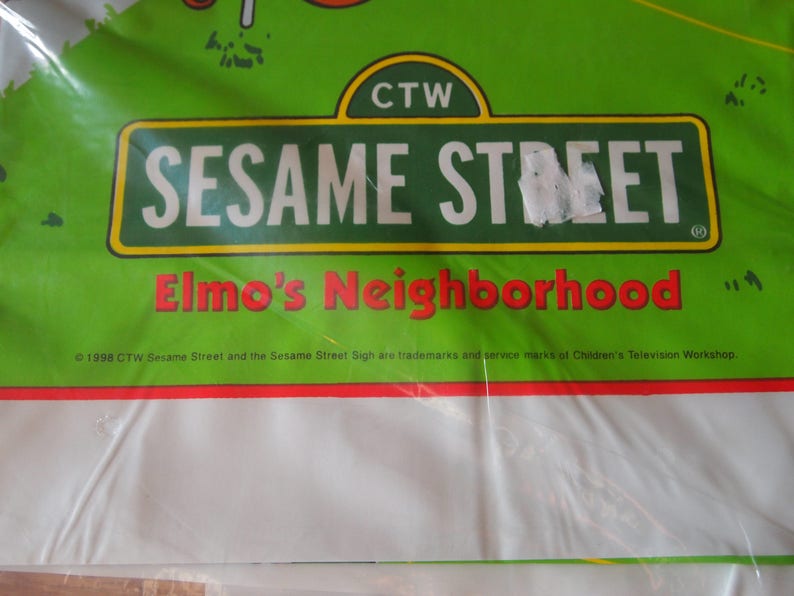 CTW
SESAME STREET ®
Elmo's Neighborhood
© 1998 CTW Sesame Street and the Sesame Street Sigh are trademarks and service marks of Children's Television Workshop.